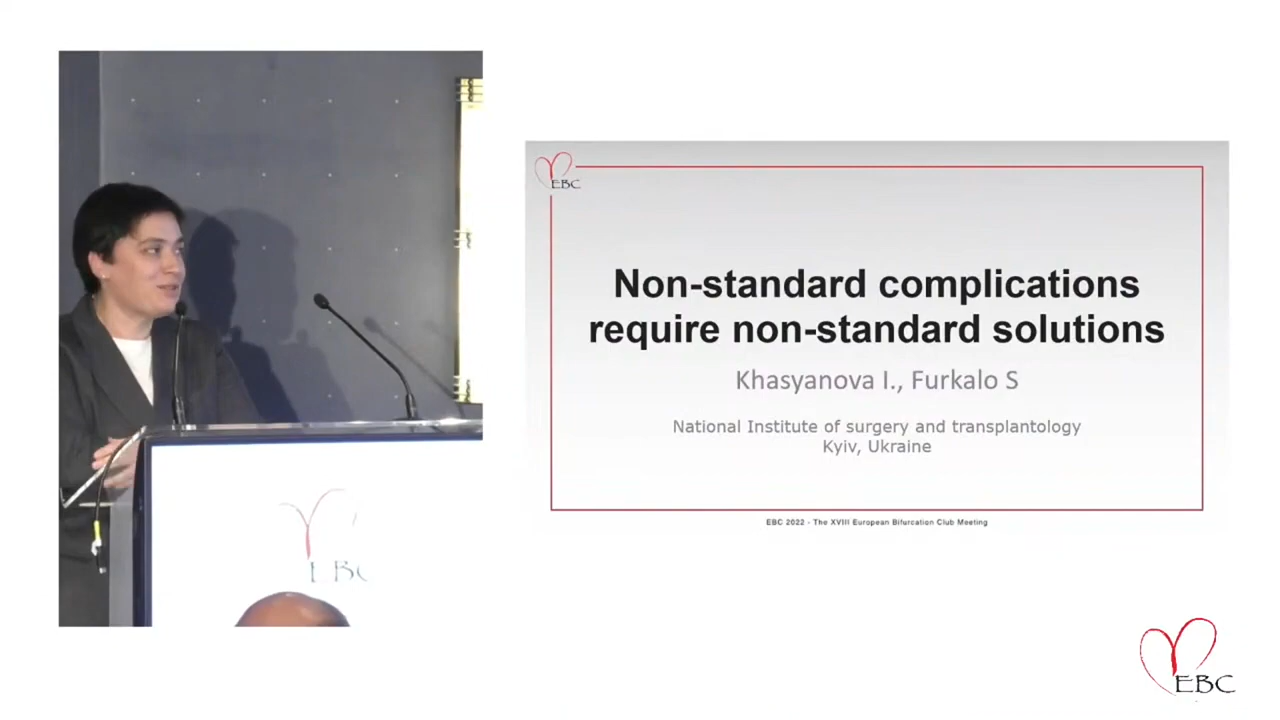 EBC
Non-standard complications
require non-standard solutions
Khasyanova I., Furkalo S
National Institute of surgery and transplantology
Kyiv, Ukraine
EBC 2022 - The XVIII European Bifurcation Club Meeting
EBC
EBC